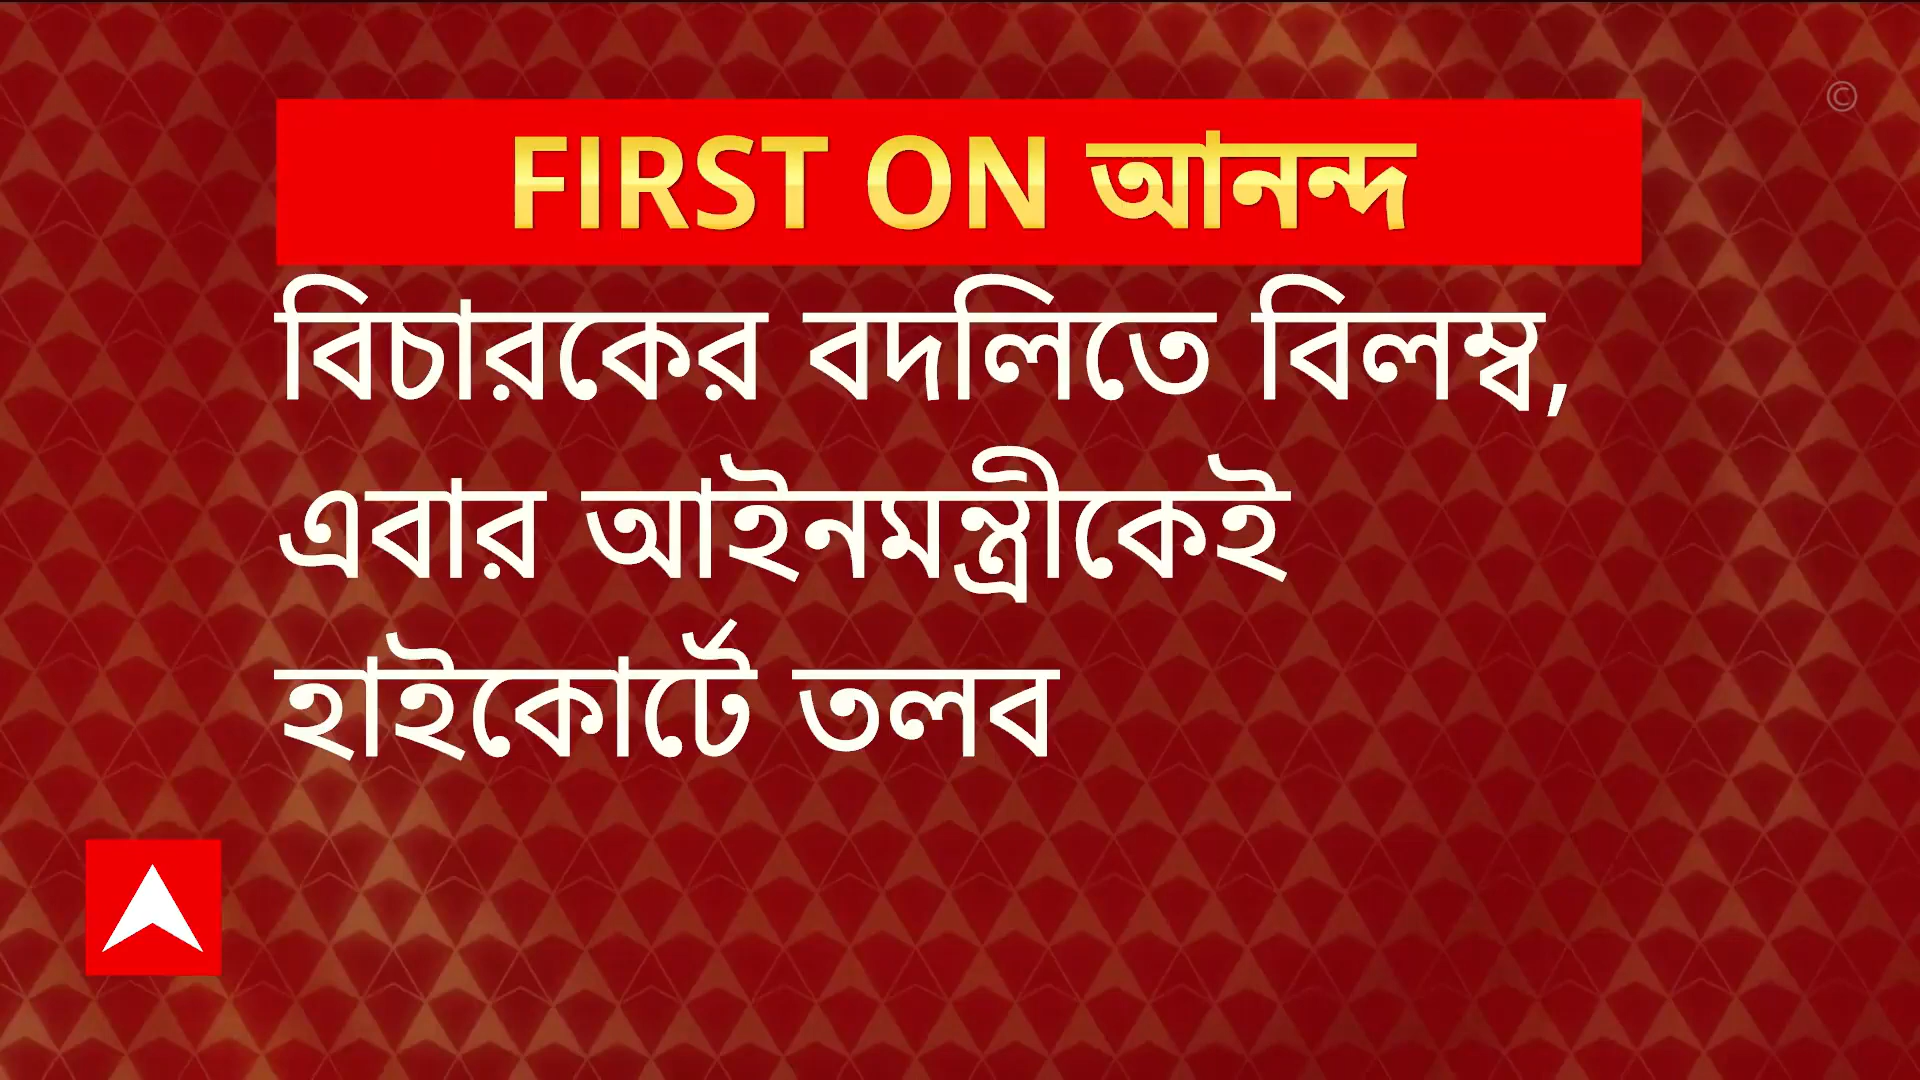 ©
FIRST ON আনন্দ
বিচারকের বদলিতে বিলম্ব,
এবার আইনমন্ত্রীকেই
হাইকোর্টে তলব